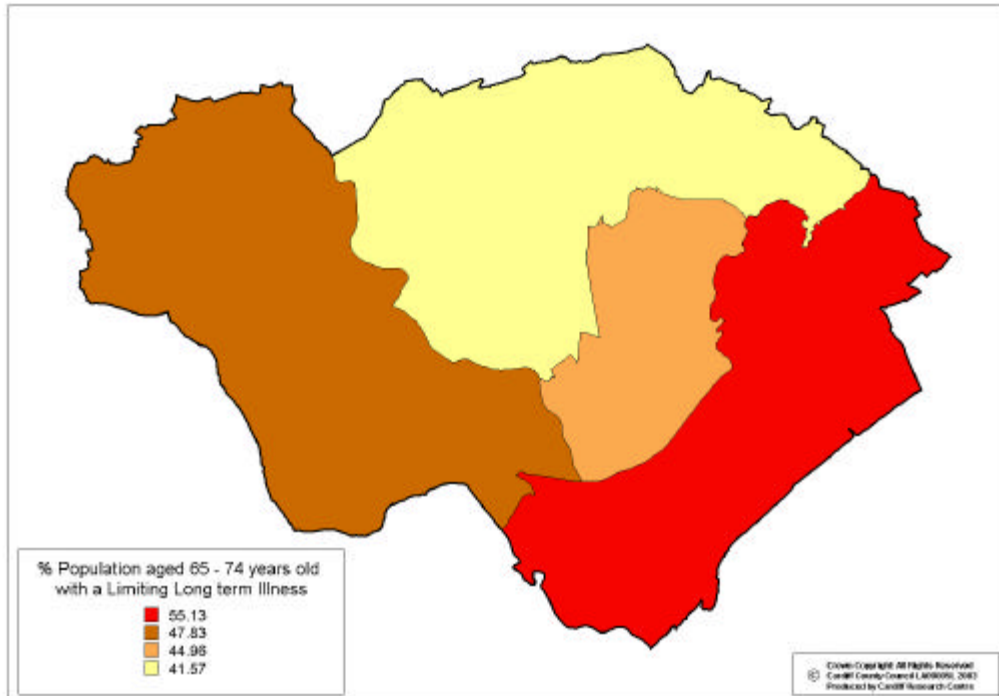 % Population aged 65 - 74 years old
with a Limiting Long term Illness
55.13
47.83
44.96
41.57
© Crown Copyright All Rights Reserved
Cardiff County Council 2003
Produced by Cardiff Research Centre